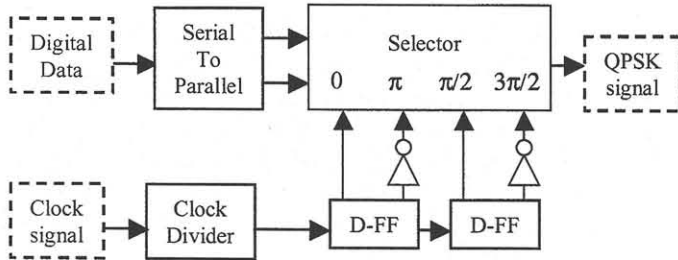 Digital
Data
Serial
To
Parallel
Selector
0 π π/2 3π/2
QPSK
signal
Clock
signal
Clock
Divider
D-FF
D-FF